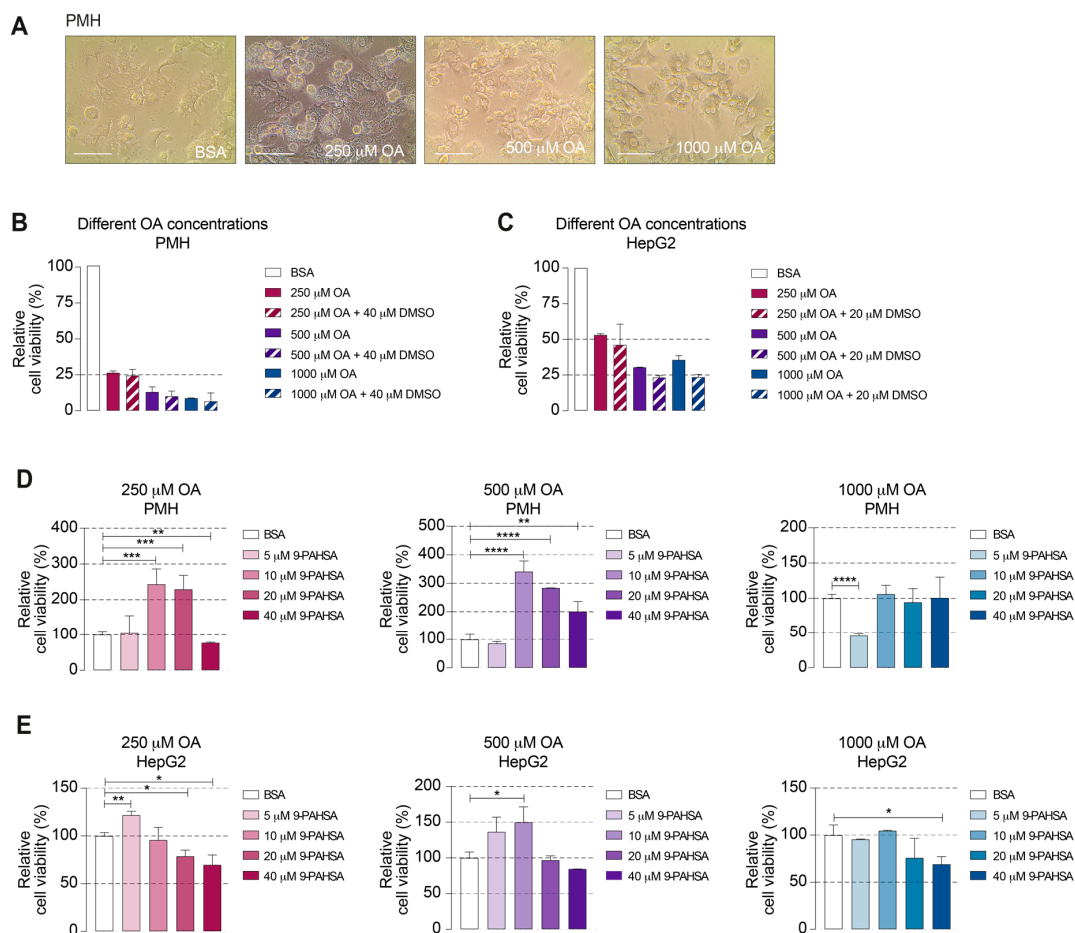 A
PMH
BSA
250 μM OA
500 μM OA
1000 μM OA
B
Different OA concentrations
PMH
Relative
cell viability (%)
100
75
50
25
0
BSA
250 μM OA
250 μM OA + 40 μM DMSO
500 μM OA
500 μM OA + 40 μM DMSO
1000 μM OA
1000 μM OA + 40 μM DMSO
C
Different OA concentrations
HepG2
Relative
cell viability (%)
100
75
50
25
0
BSA
250 μM OA
250 μM OA + 20 μM DMSO
500 μM OA
500 μM OA + 20 μM DMSO
1000 μM OA
1000 μM OA + 20 μM DMSO
D
250 μM OA
PMH
Relative
cell viability (%)
400
300
200
100
0
**
***
***
BSA
5 μM 9-PAHSA
10 μM 9-PAHSA
20 μM 9-PAHSA
40 μM 9-PAHSA
500 μM OA
PMH
Relative
cell viability (%)
500
400
300
200
100
0
**
****
****
BSA
5 μM 9-PAHSA
10 μM 9-PAHSA
20 μM 9-PAHSA
40 μM 9-PAHSA
1000 μM OA
PMH
Relative
cell viability (%)
200
150
100
50
0
****
BSA
5 μM 9-PAHSA
10 μM 9-PAHSA
20 μM 9-PAHSA
40 μM 9-PAHSA
E
250 μM OA
HepG2
Relative
cell viability (%)
150
100
50
0
*
*
**
BSA
5 μM 9-PAHSA
10 μM 9-PAHSA
20 μM 9-PAHSA
40 μM 9-PAHSA
500 μM OA
HepG2
Relative
cell viability (%)
200
150
100
50
0
*
BSA
5 μM 9-PAHSA
10 μM 9-PAHSA
20 μM 9-PAHSA
40 μM 9-PAHSA
1000 μM OA
HepG2
Relative
cell viability (%)
150
100
50
0
*
BSA
5 μM 9-PAHSA
10 μM 9-PAHSA
20 μM 9-PAHSA
40 μM 9-PAHSA